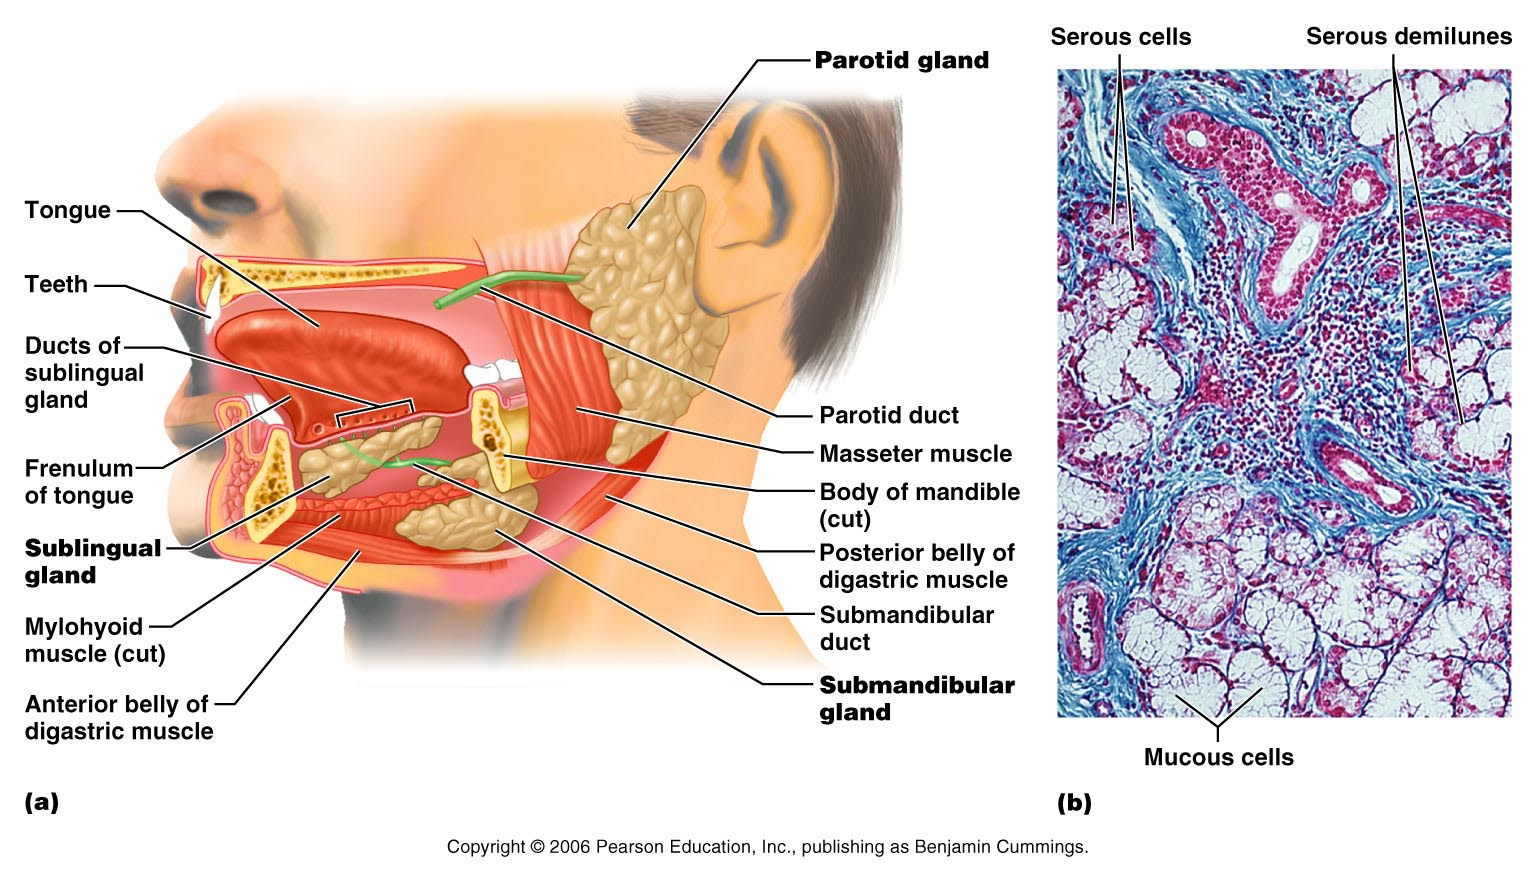 Parotid gland
Tongue
Teeth
Ducts of
sublingual
gland
Frenulum
of tongue
Sublingual
gland
Mylohyoid
muscle (cut)
Anterior belly of
digastric muscle
Parotid duct
Masseter muscle
Body of mandible
(cut)
Posterior belly of
digastric muscle
Submandibular
duct
Submandibular
gland
(a)
Serous cells
Serous demilunes
Mucous cells
(b)
Copyright © 2006 Pearson Education, Inc., publishing as Benjamin Cummings.